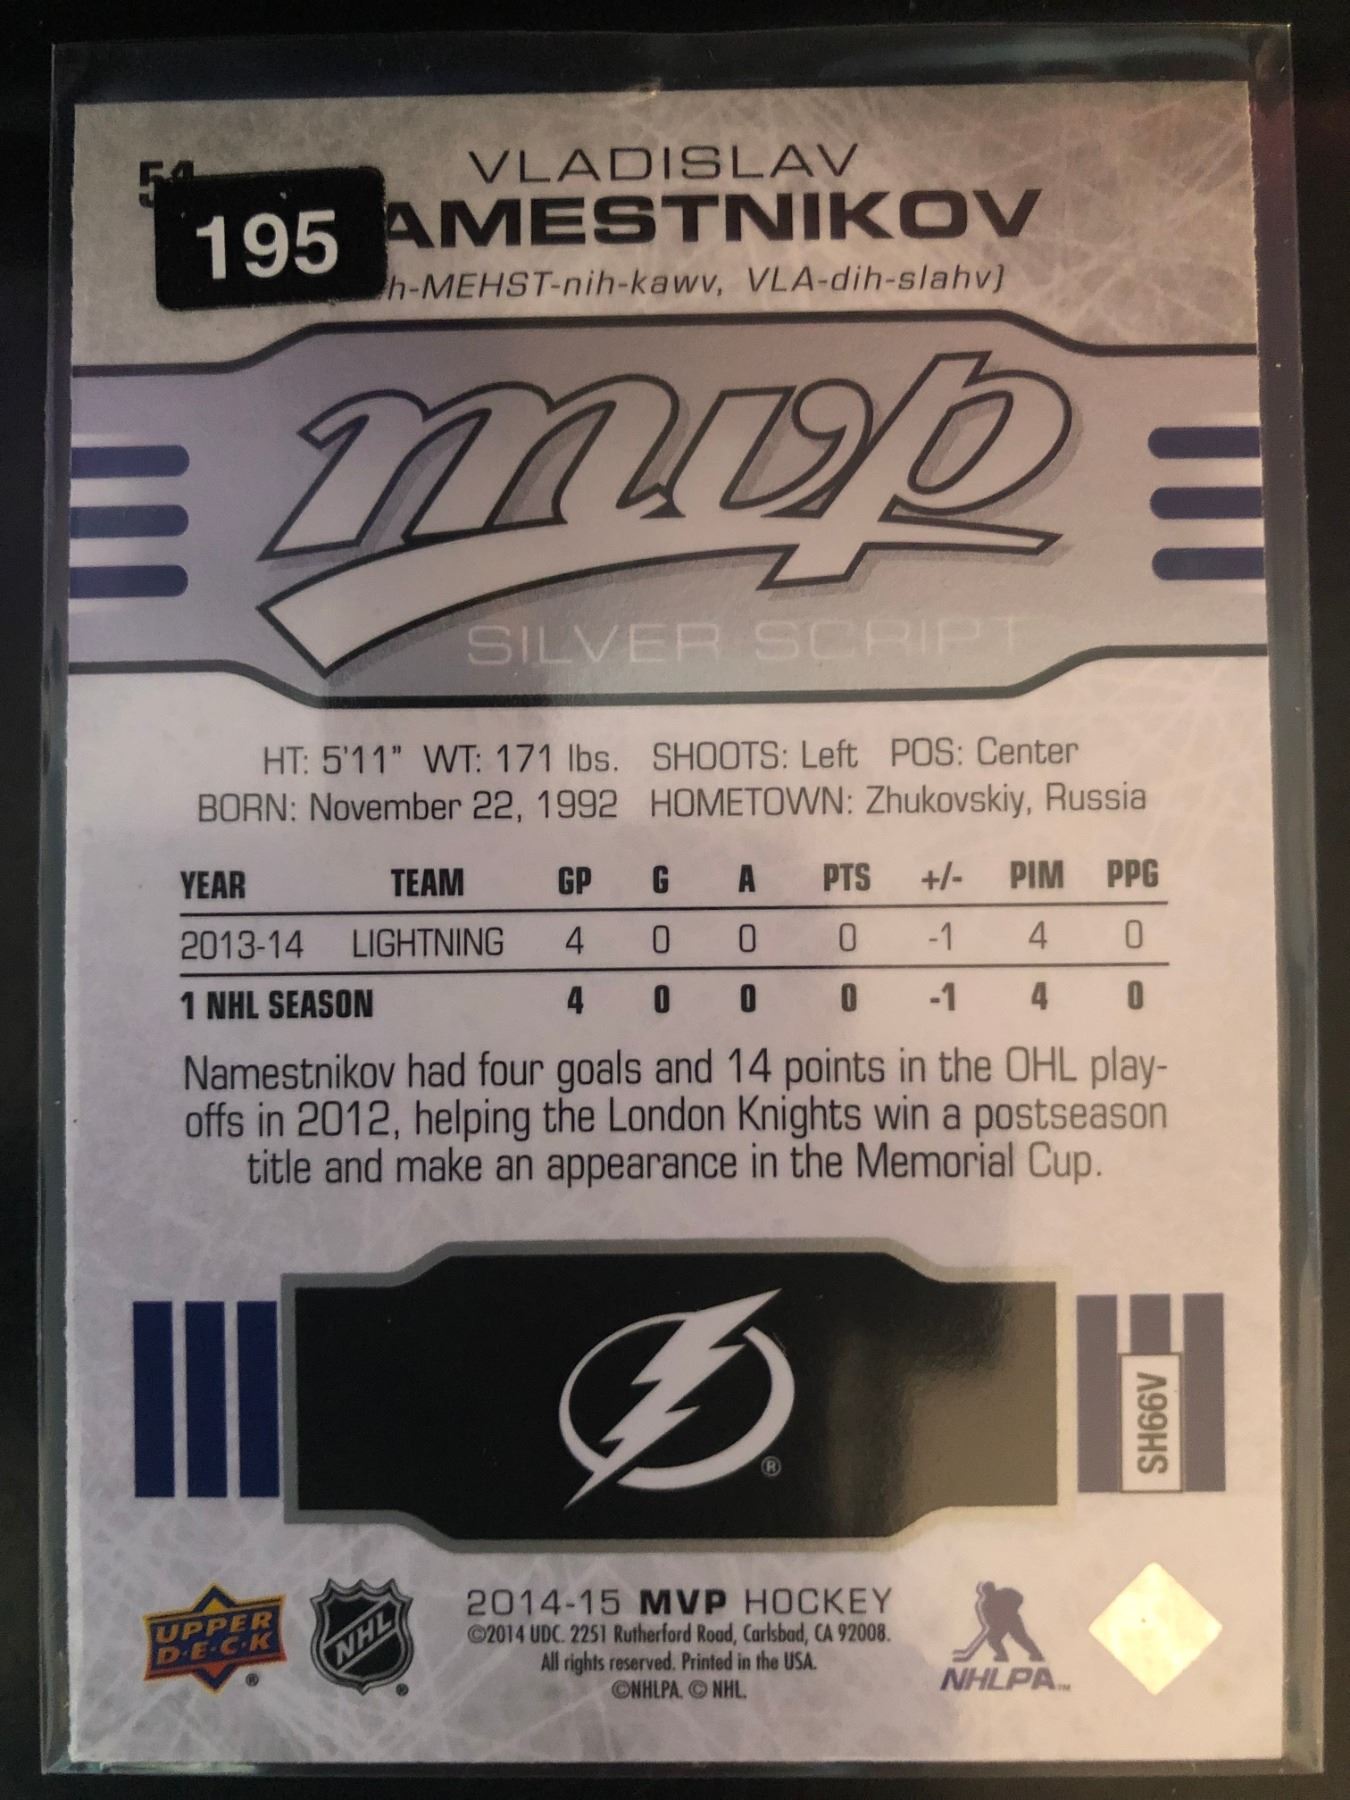 54
195
VLADISLAV
AMESTNIKOV
h-MEHST-nih-kawv, VLA-dih-slahv)
mvp
SILVER SCRIPT
HT: 5'11" WT: 171 lbs. SHOOTS: Left POS: Center
BORN: November 22, 1992 HOMETOWN: Zhukovskiy, Russia
YEAR TEAM GP G A PTS +/- PIM PPG
2013-14 LIGHTNING 4 0 0 0 -1 4 0
1 NHL SEASON 4 0 0 0 -1 4 0
Namestnikov had four goals and 14 points in the OHL play-
offs in 2012, helping the London Knights win a postseason
title and make an appearance in the Memorial Cup.
®
SH66V
UPPER
D·E·C·K
®
NHL
®
2014-15 MVP HOCKEY
©2014 UDC. 2251 Rutherford Road, Carlsbad, CA 92008.
All rights reserved. Printed in the USA.
©NHLPA. © NHL.
NHLPA™